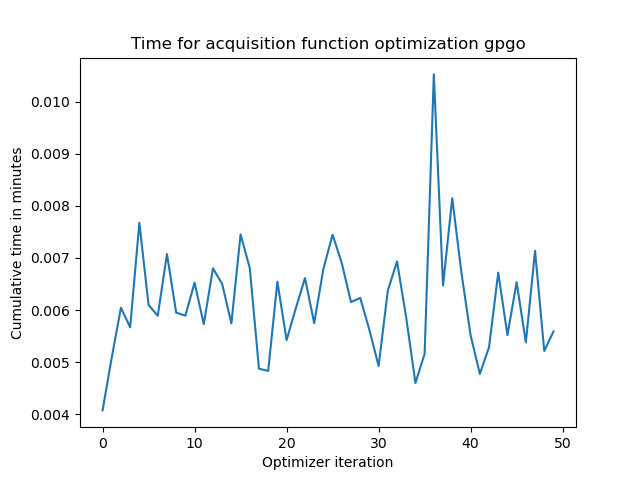 Time for acquisition function optimization gpgo
0.010
0.009
0.008
0.007
0.006
0.005
0.004
Cumulative time in minutes
0 10 20 30 40 50
Optimizer iteration